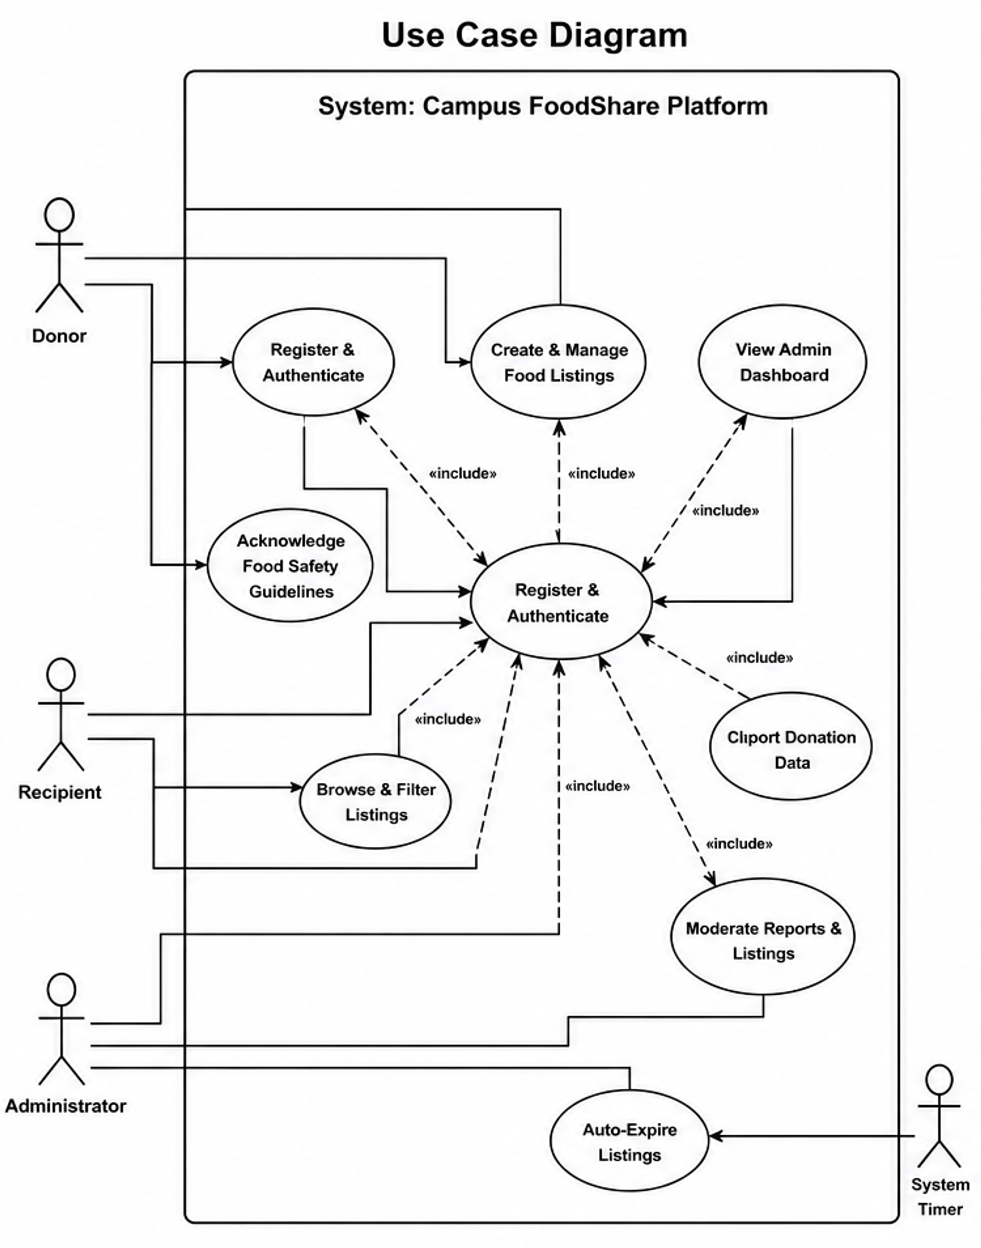 Use Case Diagram
System: Campus FoodShare Platform
Donor
Register &
Authenticate
Create & Manage
Food Listings
View Admin
Dashboard
«include»
«include»
«include»
Acknowledge
Food Safety
Guidelines
Register &
Authenticate
«include»
Recipient
«include»
Clıport Donation
Data
Browse & Filter
Listings
«include»
«include»
Moderate Reports &
Listings
Administrator
Auto-Expire
Listings
System
Timer